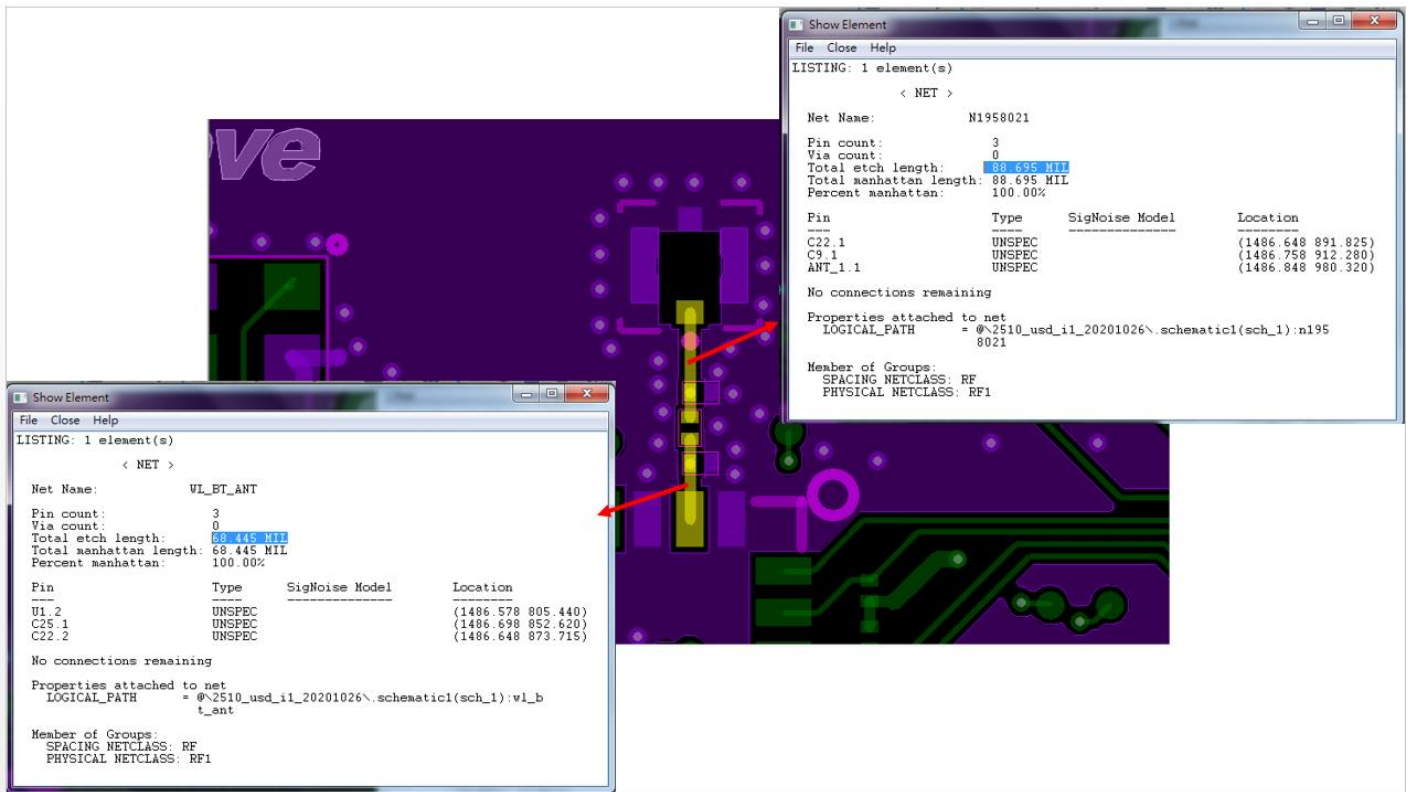 ve
Show Element
File Close Help
LISTING: 1 element(s)
< NET >
Net Name: N1958021
Pin count: 3
Via count: 0
Total etch length: 88.695 MIL
Total manhattan length: 88.695 MIL
Percent manhattan: 100.00%
Pin Type SigNoise Model Location
C22.1 UNSPEC (1486.648 891.825)
C9.1 UNSPEC (1486.758 912.280)
ANT_1.1 UNSPEC (1486.848 980.320)
No connections remaining
Properties attached to net
LOGICAL_PATH = @\2510_usd_i1_20201026\.schematic1(sch_1):n195
8021
Member of Groups:
SPACING NETCLASS: RF
PHYSICAL NETCLASS: RF1
Show Element
File Close Help
LISTING: 1 element(s)
< NET >
Net Name: WL_BT_ANT
Pin count: 3
Via count: 0
Total etch length: 68.445 MIL
Total manhattan length: 68.445 MIL
Percent manhattan: 100.00%
Pin Type SigNoise Model Location
U1.2 UNSPEC (1486.578 805.440)
C25.1 UNSPEC (1486.698 852.620)
C22.2 UNSPEC (1486.648 873.715)
No connections remaining
Properties attached to net
LOGICAL_PATH = @\2510_usd_i1_20201026\.schematic1(sch_1):wl_b
t_ant
Member of Groups:
SPACING NETCLASS: RF
PHYSICAL NETCLASS: RF1